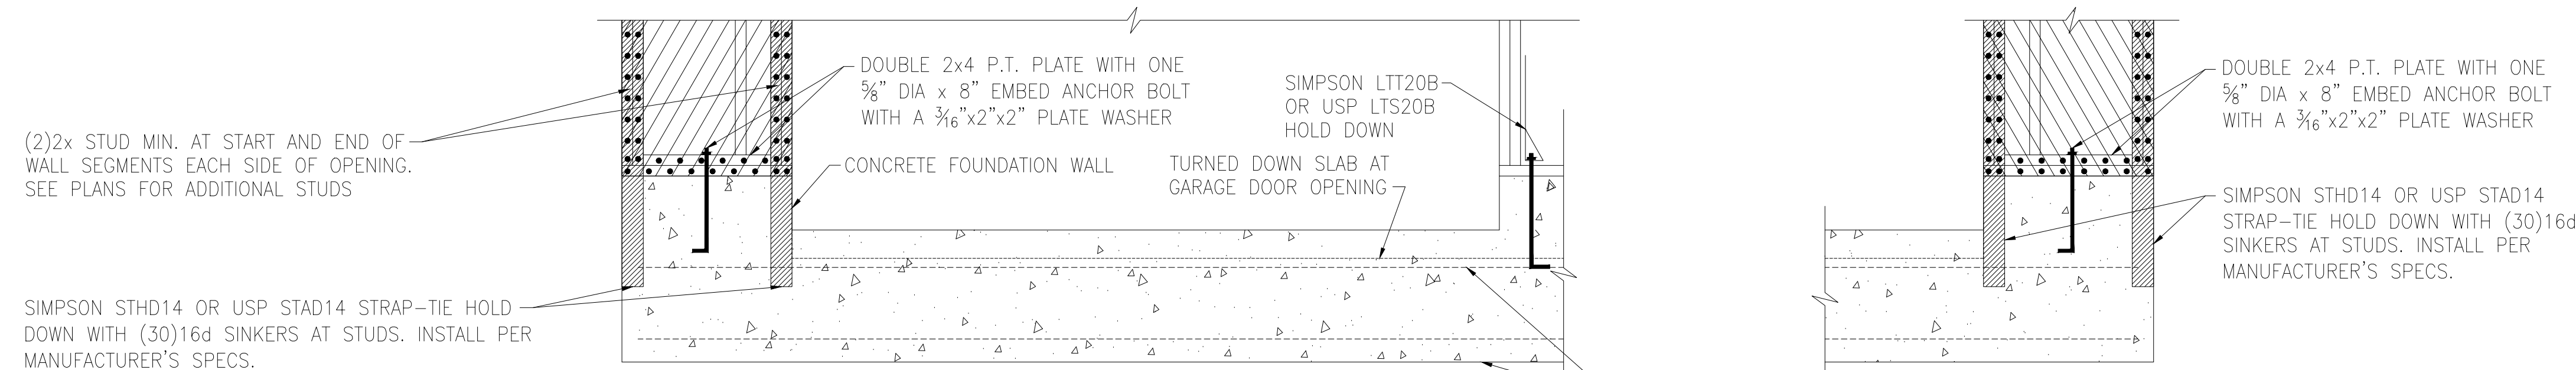 (2)2x STUD MIN. AT START AND END OF
WALL SEGMENTS EACH SIDE OF OPENING.
SEE PLANS FOR ADDITIONAL STUDS
SIMPSON STHD14 OR USP STAD14 STRAP-TIE HOLD
DOWN WITH (30)16d SINKERS AT STUDS. INSTALL PER
MANUFACTURER'S SPECS.
DOUBLE 2x4 P.T. PLATE WITH ONE
5/8" DIA x 8" EMBED ANCHOR BOLT
WITH A 3/16"x2"x2" PLATE WASHER
CONCRETE FOUNDATION WALL
SIMPSON LTT20B
OR USP LTS20B
HOLD DOWN
TURNED DOWN SLAB AT
GARAGE DOOR OPENING
DOUBLE 2x4 P.T. PLATE WITH ONE
5/8" DIA x 8" EMBED ANCHOR BOLT
WITH A 3/16"x2"x2" PLATE WASHER
SIMPSON STHD14 OR USP STAD14
STRAP-TIE HOLD DOWN WITH (30)16d
SINKERS AT STUDS. INSTALL PER
MANUFACTURER'S SPECS.